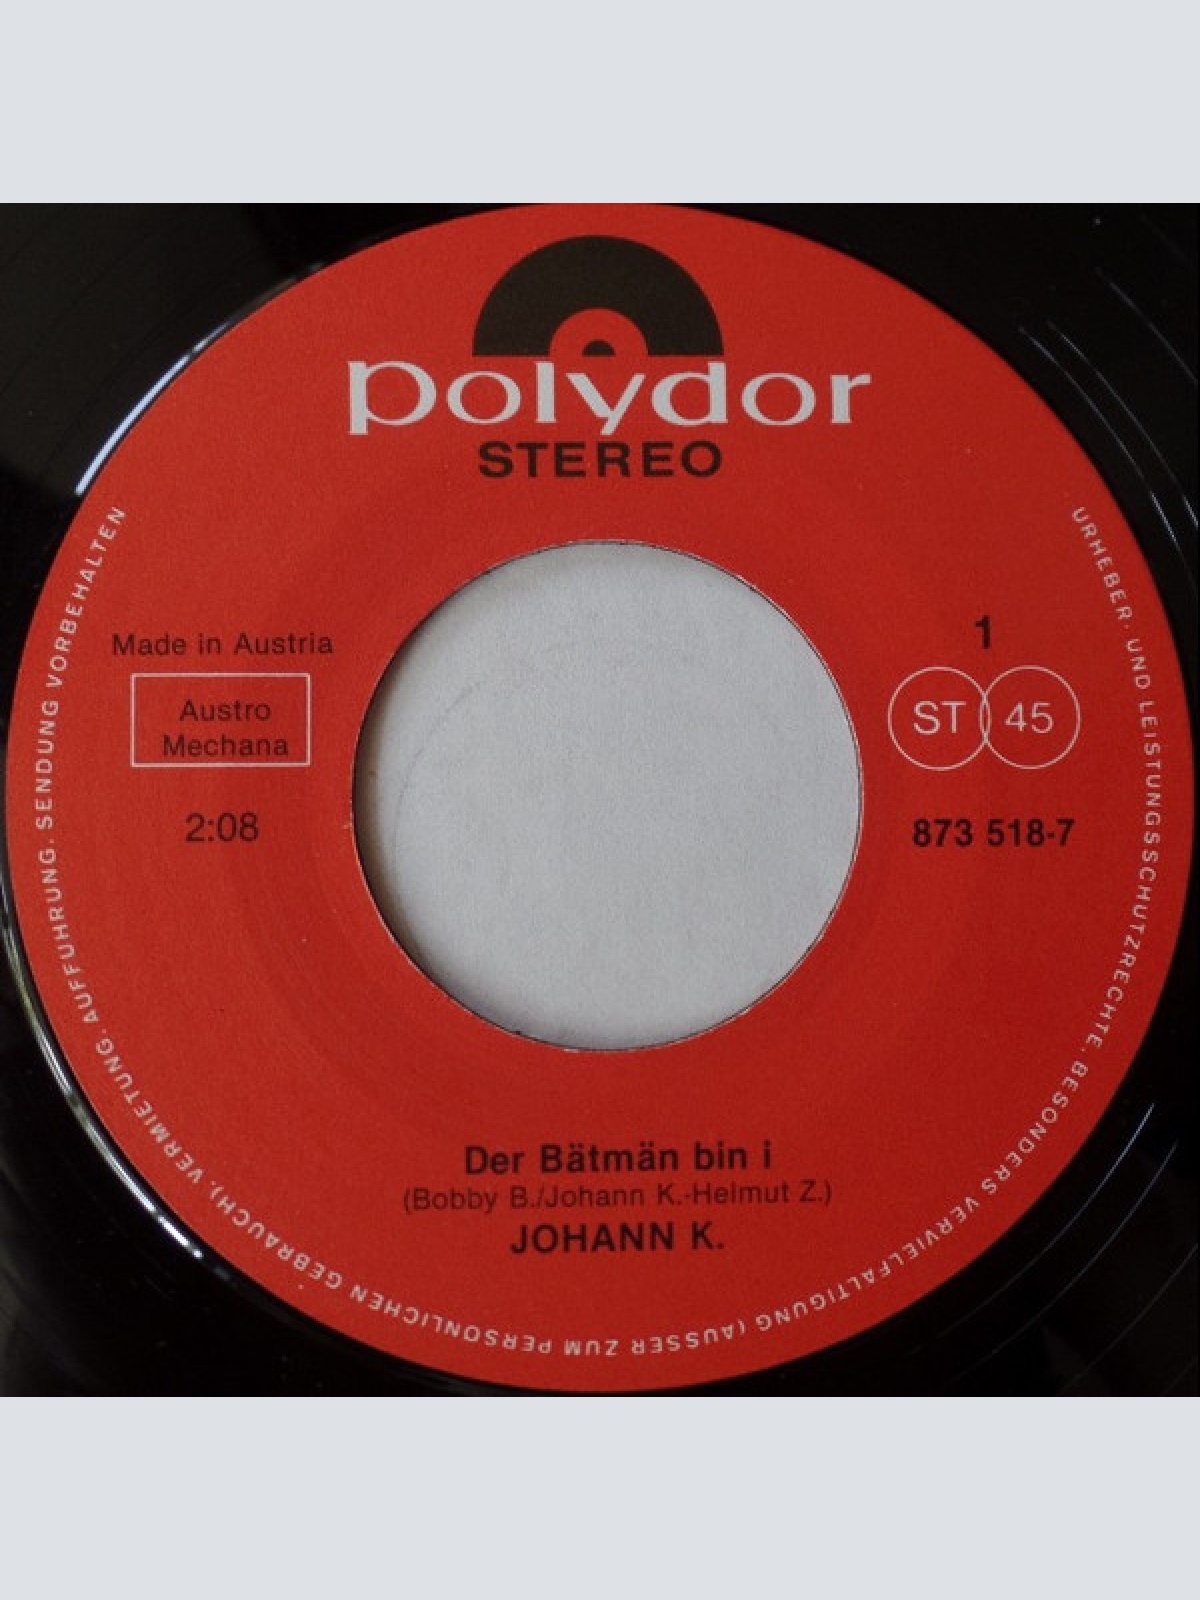 polydor
STEREO
Made in Austria
Austro
Mechana
2:08
1
ST 45
873 518-7
Der Bätmän bin i
(Bobby B./Johann K.-Helmut Z.)
JOHANN K.
URHEBER- UND LEISTUNGSSCHUTZRECHTE, BESONDERS VERVIELFÄLTIGUNG (AUSSER ZUM PERSÖNLICHEN GEBRAUCH), VERMIETUNG, AUFFÜHRUNG, SENDUNG VORBEHALTEN